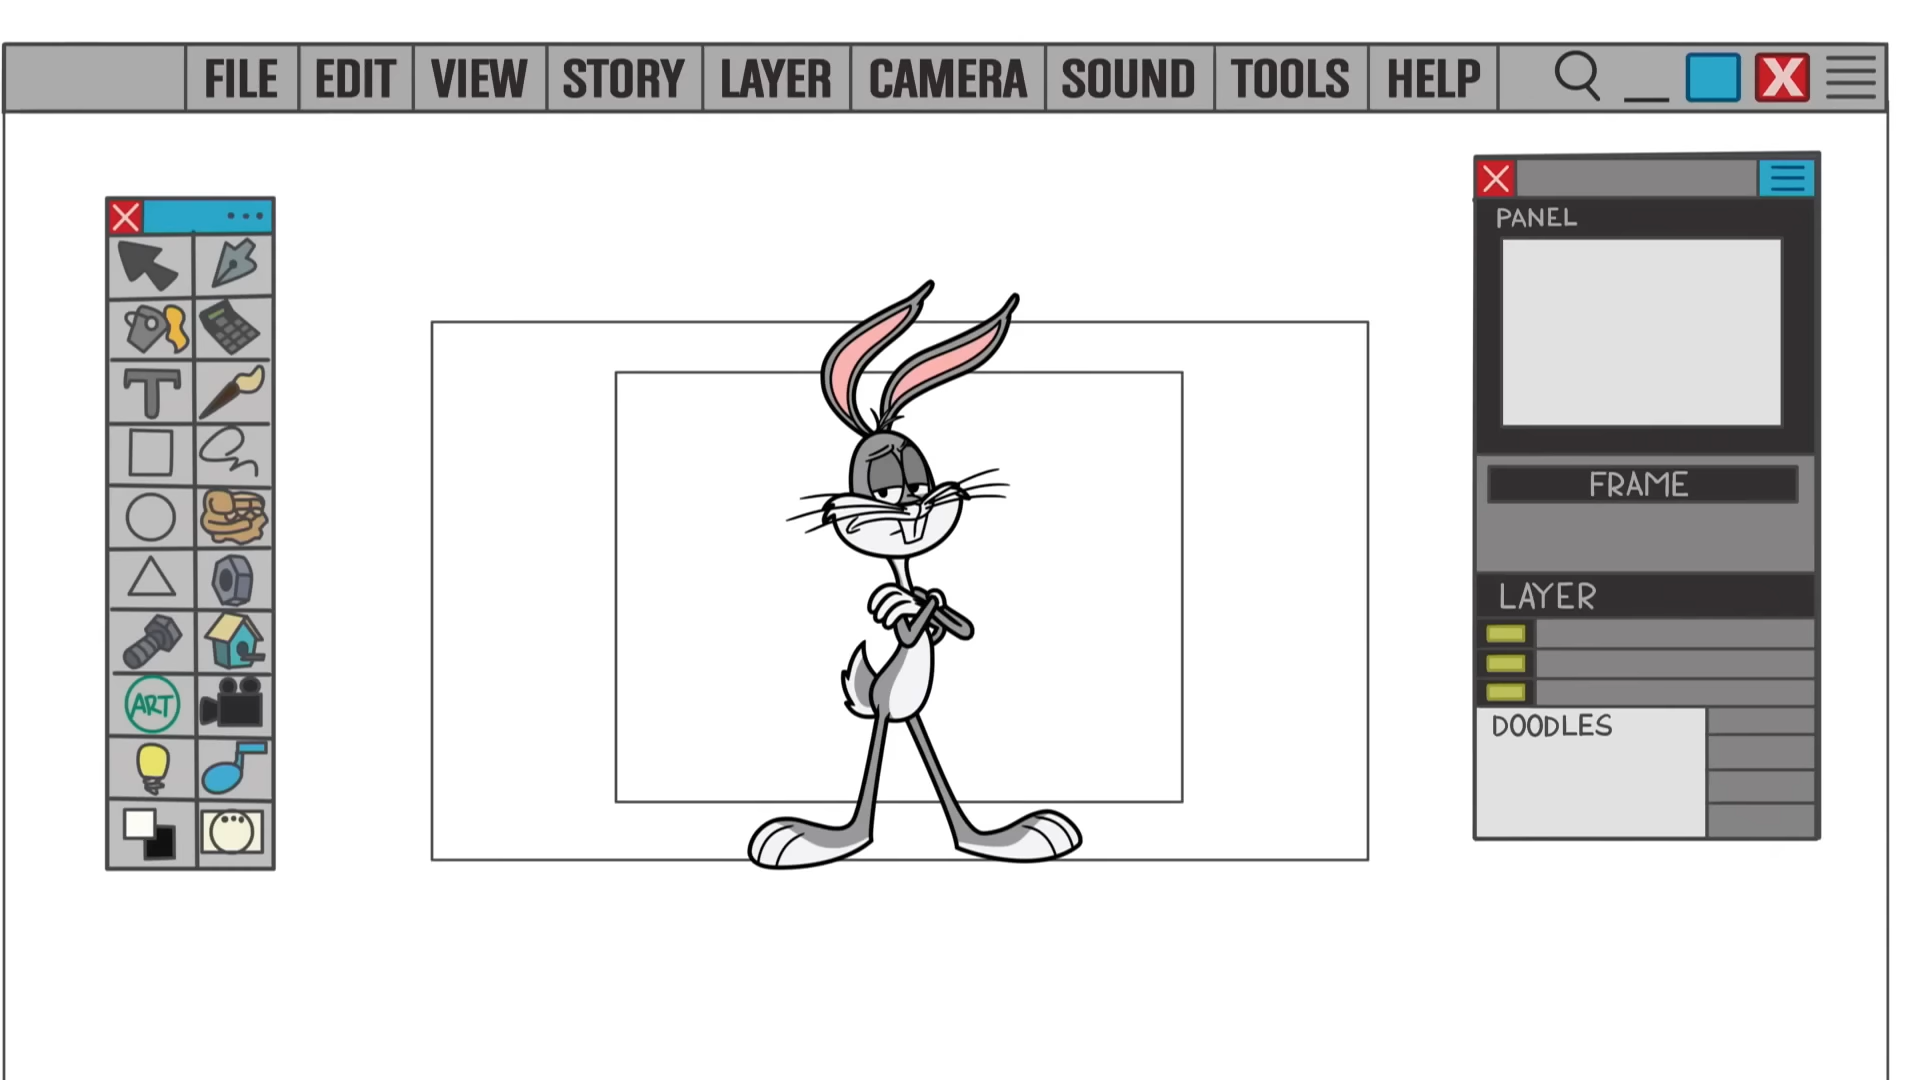 FILE EDIT VIEW STORY LAYER CAMERA SOUND TOOLS HELP X
PANEL
FRAME
LAYER
DOODLES
T
ART